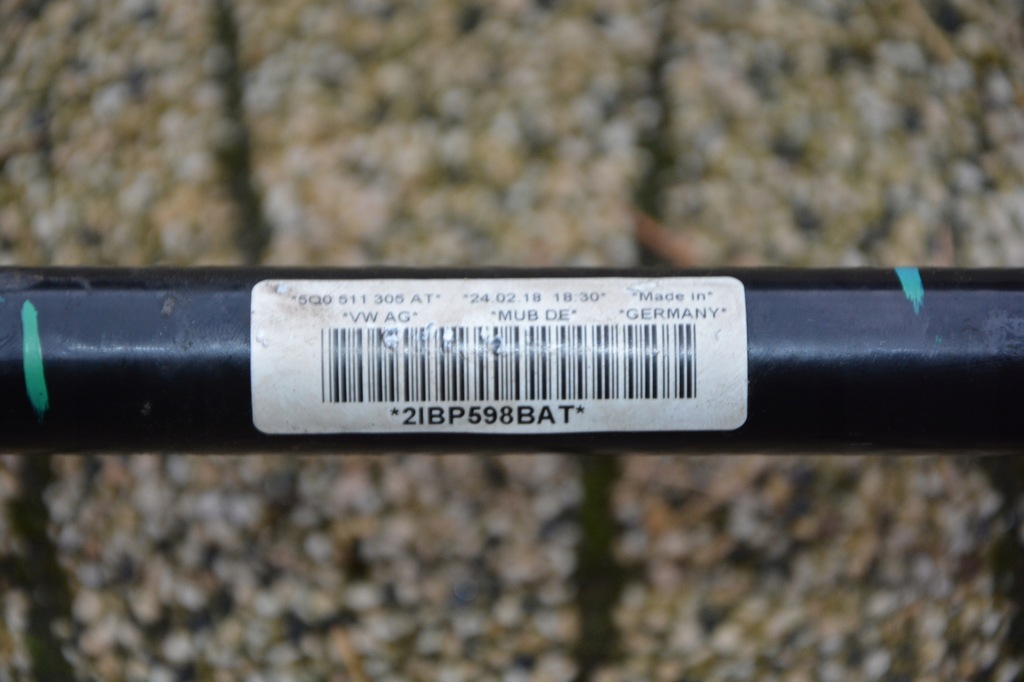 *5Q0 511 305 AT* *24.02.18 18:30* *Made in*
*VW AG* *MUB DE* *GERMANY*
*2IBP598BAT*